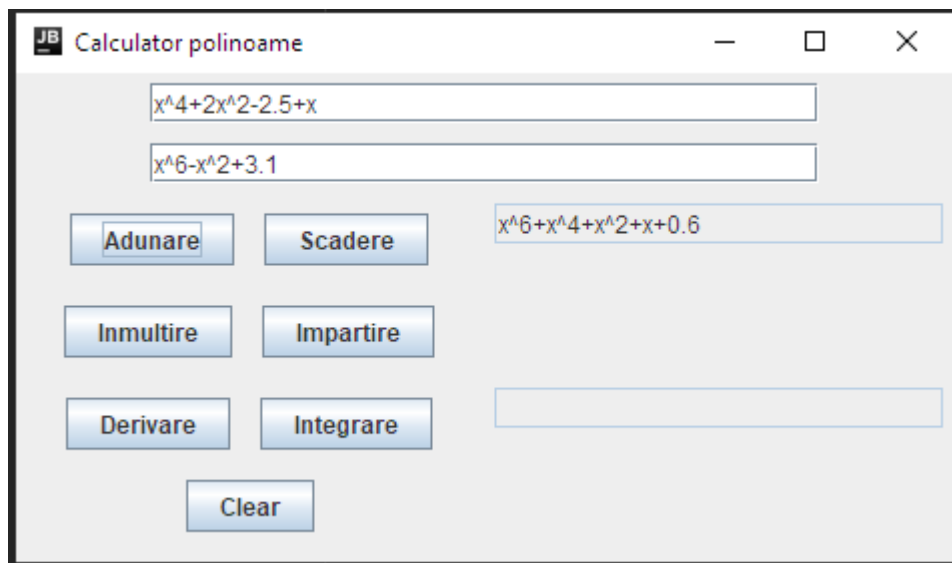 JB Calculator polinoame
x^4+2x^2-2.5+x
x^6-x^2+3.1
Adunare Scadere x^6+x^4+x^2+x+0.6
Inmultire Impartire
Derivare Integrare
Clear